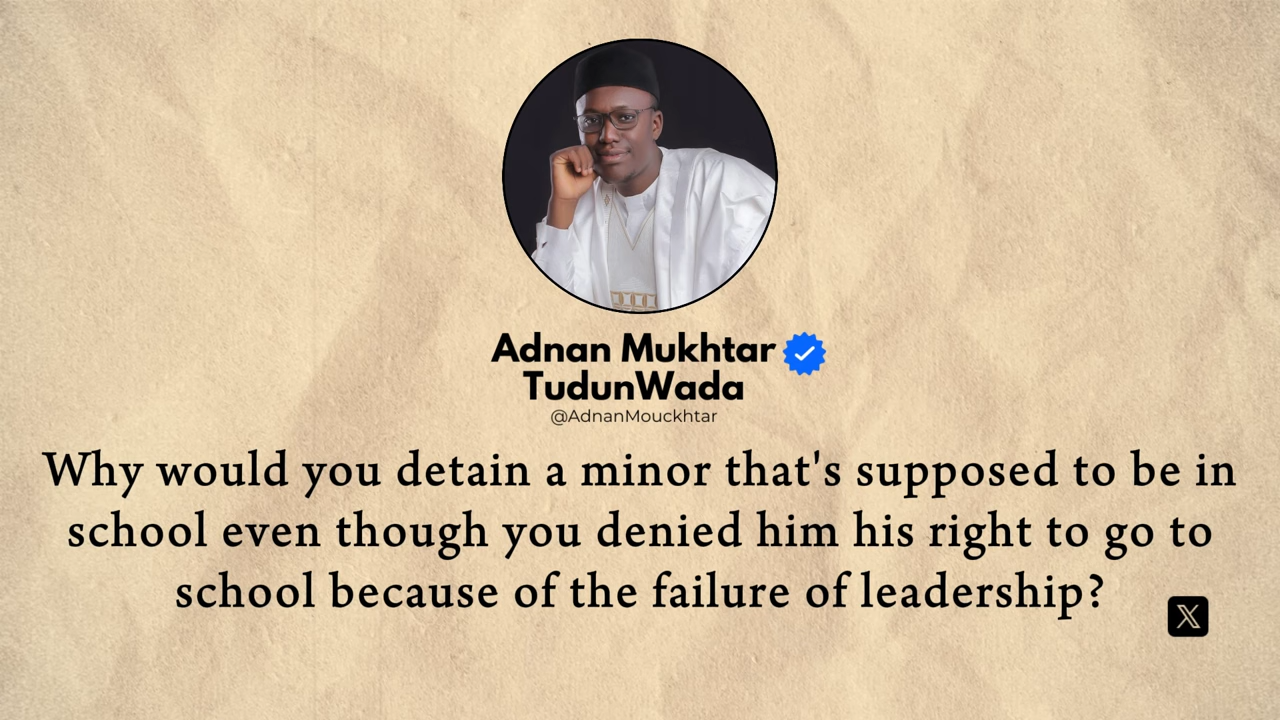 Adnan Mukhtar
TudunWada
@AdnanMouckhtar
Why would you detain a minor that's supposed to be in
school even though you denied him his right to go to
school because of the failure of leadership?